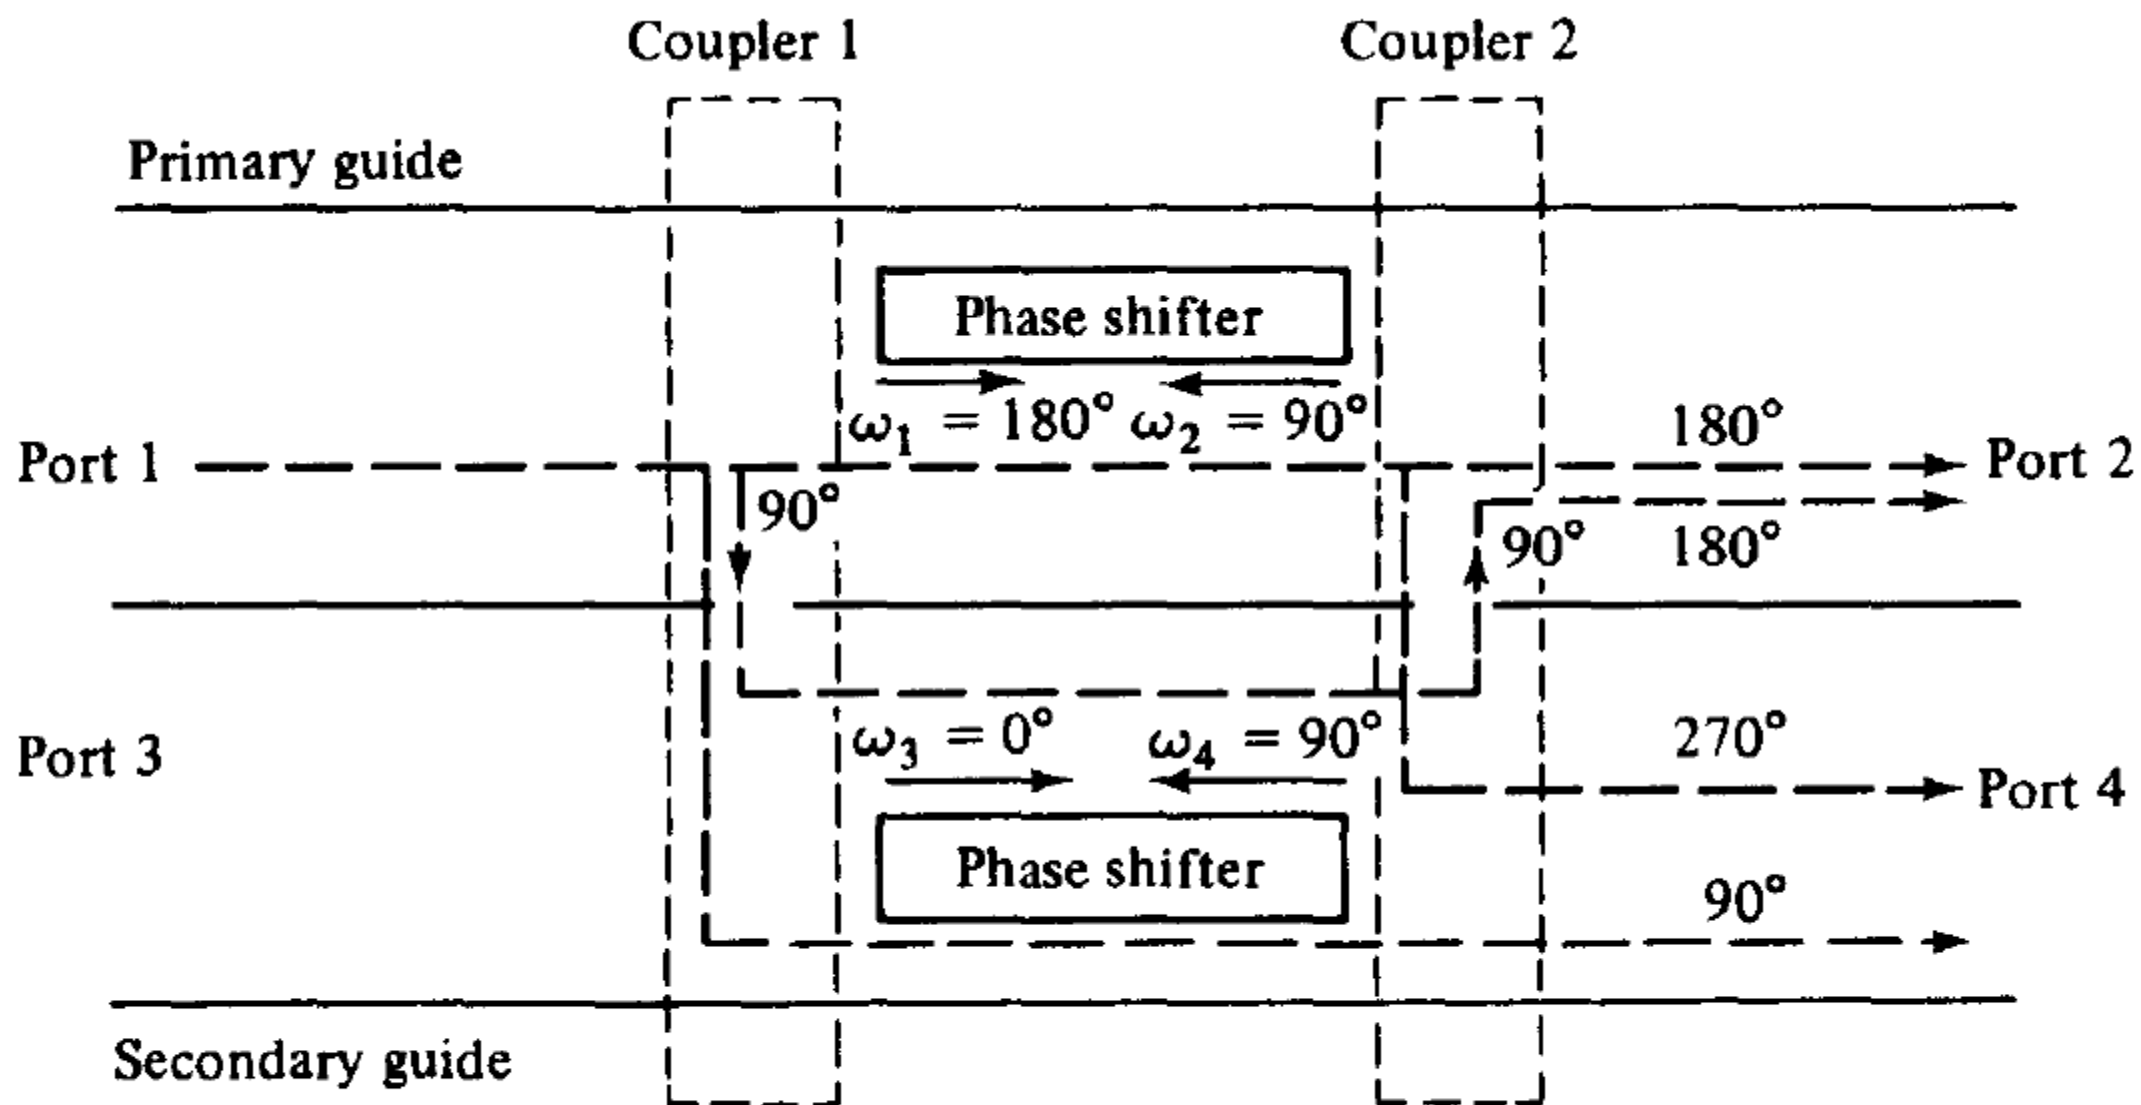 Coupler 1
Coupler 2
Primary guide
Phase shifter
ω₁ = 180° ω₂ = 90°
180°
Port 1
Port 2
90°
90°
180°
ω₃ = 0°
ω₄ = 90°
270°
Port 3
Port 4
Phase shifter
90°
Secondary guide